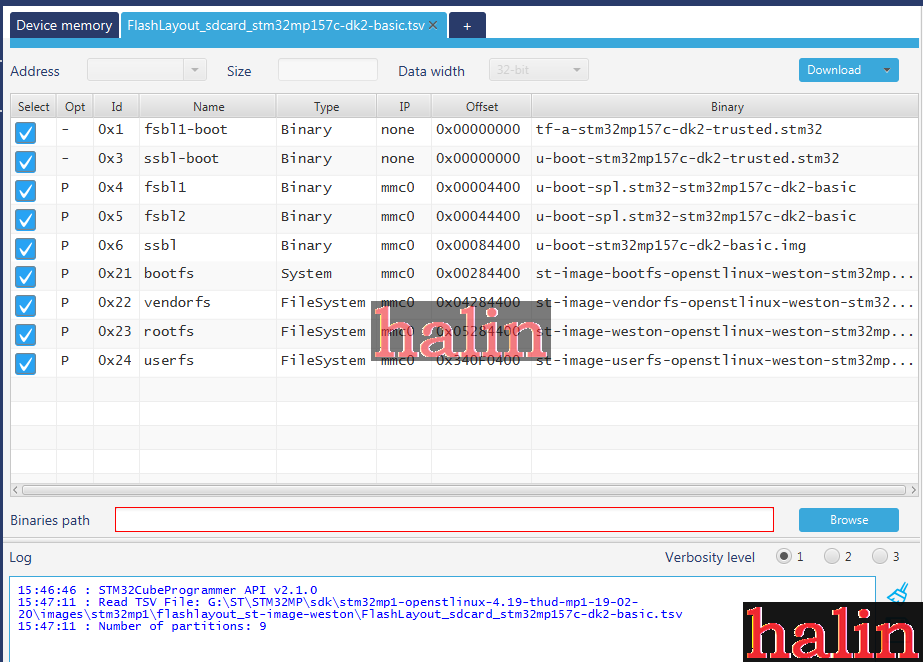 Device memory FlashLayout_sdcard_stm32mp157c-dk2-basic.tsv × +
Address Size Data width 32-bit Download
Select Opt Id Name Type IP Offset Binary
- 0x1 fsbl1-boot Binary none 0x00000000 tf-a-stm32mp157c-dk2-trusted.stm32
- 0x3 ssbl-boot Binary none 0x00000000 u-boot-stm32mp157c-dk2-trusted.stm32
P 0x4 fsbl1 Binary mmc0 0x00004400 u-boot-spl.stm32-stm32mp157c-dk2-basic
P 0x5 fsbl2 Binary mmc0 0x00044400 u-boot-spl.stm32-stm32mp157c-dk2-basic
P 0x6 ssbl Binary mmc0 0x00084400 u-boot-stm32mp157c-dk2-basic.img
P 0x21 bootfs System mmc0 0x00284400 st-image-bootfs-openstlinux-weston-stm32mp...
P 0x22 vendorfs FileSystem mmc0 0x04284400 st-image-vendorfs-openstlinux-weston-stm32...
P 0x23 rootfs FileSystem mmc0 0x05284400 st-image-weston-openstlinux-weston-stm32mp...
P 0x24 userfs FileSystem mmc0 0x340F0400 st-image-userfs-openstlinux-weston-stm32mp...
halin
Binaries path Browse
Log Verbosity level 1 2 3
15:46:46 : STM32CubeProgrammer API v2.1.0
15:47:11 : Read TSV File: G:\ST\STM32MP\sdk\stm32mp1-openstlinux-4.19-thud-mp1-19-02-
20\images\stm32mp1\flashlayout_st-image-weston\FlashLayout_sdcard_stm32mp157c-dk2-basic.tsv
15:47:11 : Number of partitions: 9
halin